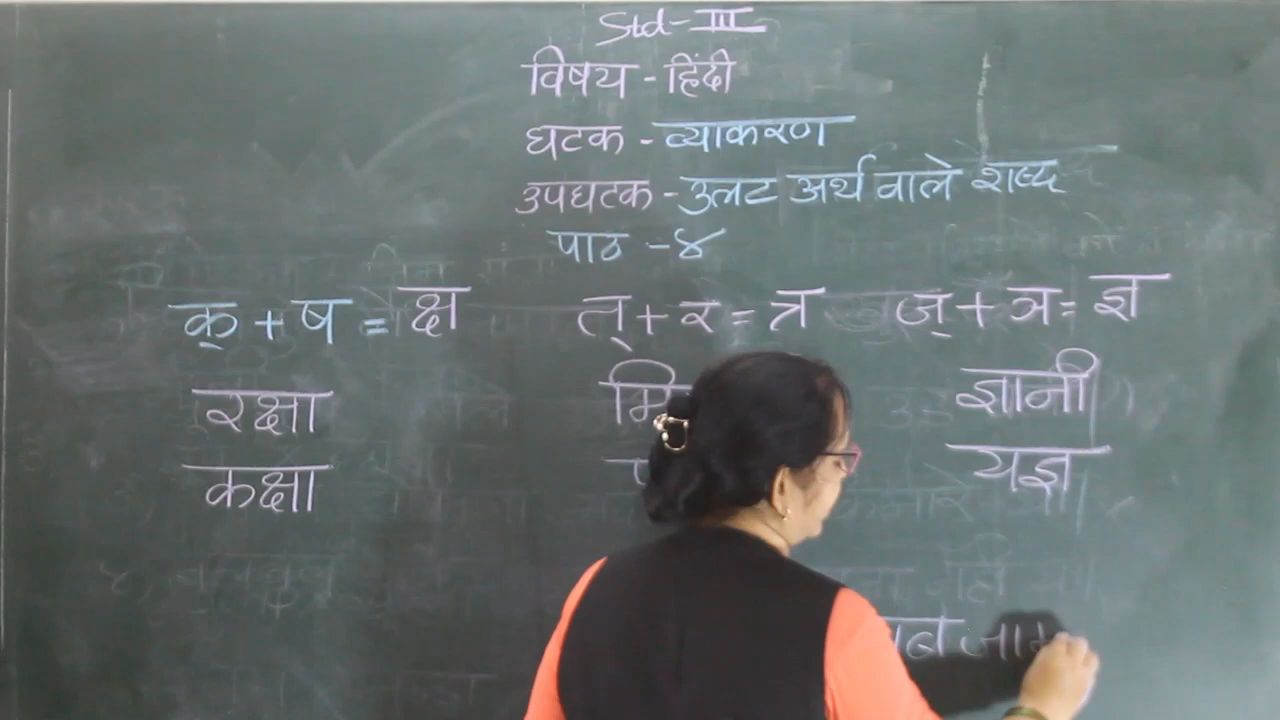 Std- III
विषय - हिंदी
घटक - व्याकरण
उपघटक - उलट अर्थ वाले शब्द
पाठ - ४
क् + ष = क्ष त् + र = त्र ज् + ञ = ज्ञ
रक्षा ज्ञानी
कक्षा यज्ञ